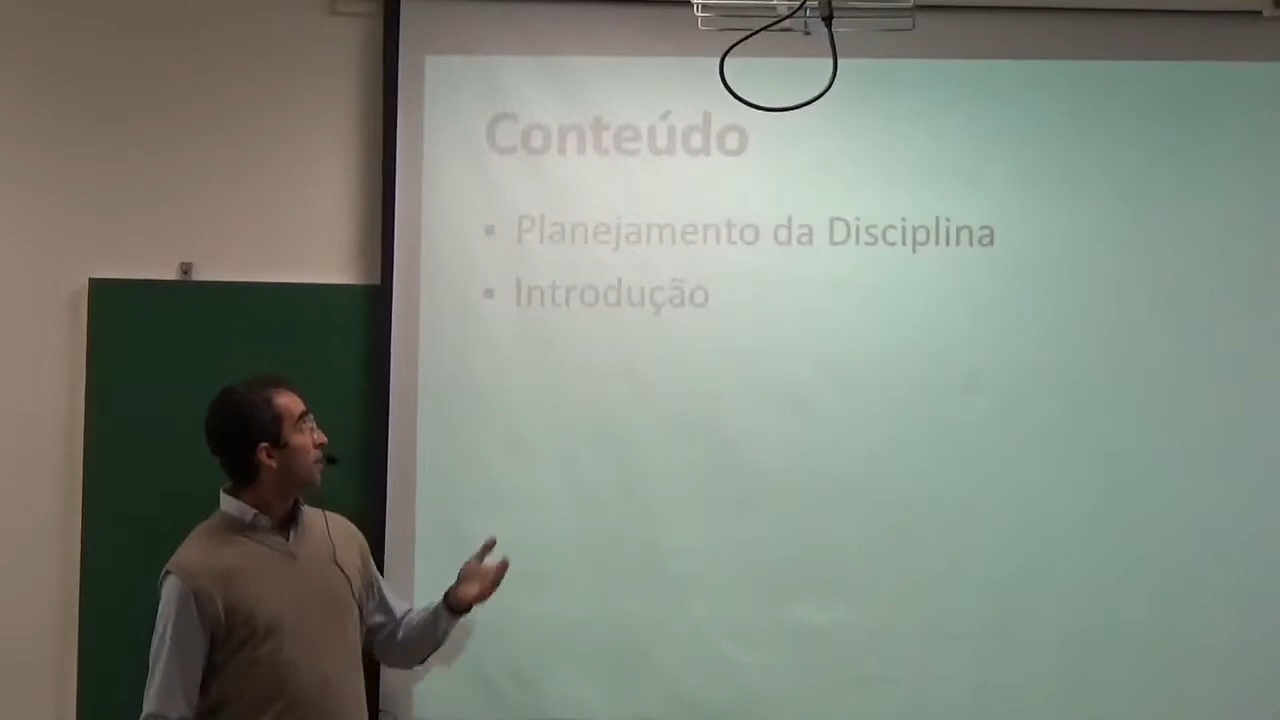 Conteúdo
▪ Planejamento da Disciplina
▪ Introdução